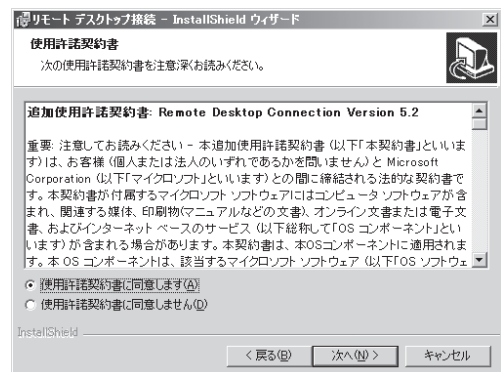 リモート デスクトップ接続 - InstallShield ウィザード
使用許諾契約書
次の使用許諾契約書を注意深くお読みください。
追加使用許諾契約書: Remote Desktop Connection Version 5.2
重要: 注意してお読みください - 本追加使用許諾契約書 (以下「本契約書」といいま
す) は、お客様 (個人または法人のいずれであるかを問いません) と Microsoft
Corporation (以下「マイクロソフト」といいます) との間に締結される法的な契約書で
す。本契約書が付属するマイクロソフト ソフトウェアにはコンピュータ ソフトウェアが含
まれ、関連する媒体、印刷物(マニュアルなどの文書)、オンライン文書または電子文
書、およびインターネット ベースのサービス (以下総称して「OS コンポーネント」とい
います) が含まれる場合があります。本契約書は、本OSコンポーネントに適用されま
す。本 OS コンポーネントは、該当するマイクロソフト ソフトウェア (以下「OS ソフトウェ
使用許諾契約書に同意します(A)
使用許諾契約書に同意しません(D)
InstallShield
< 戻る(B)
次へ(N) >
キャンセル